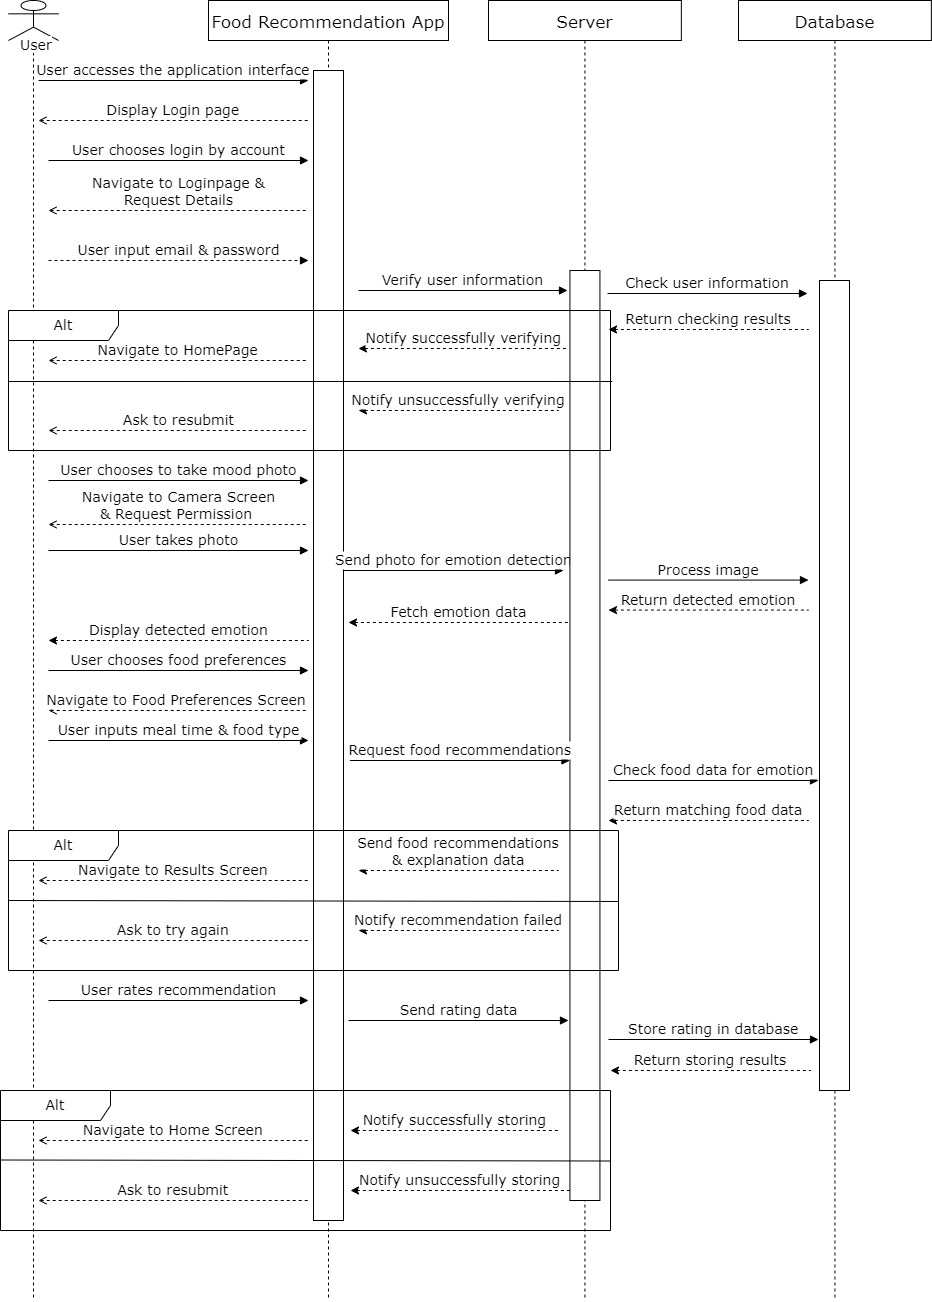 User
Food Recommendation App
Server
Database
User accesses the application interface
Display Login page
User chooses login by account
Navigate to Loginpage &
Request Details
User input email & password
Verify user information
Check user information
Return checking results
Alt
Notify successfully verifying
Navigate to HomePage
Notify unsuccessfully verifying
Ask to resubmit
User chooses to take mood photo
Navigate to Camera Screen
& Request Permission
User takes photo
Send photo for emotion detection
Process image
Return detected emotion
Fetch emotion data
Display detected emotion
User chooses food preferences
Navigate to Food Preferences Screen
User inputs meal time & food type
Request food recommendations
Check food data for emotion
Return matching food data
Alt
Send food recommendations
& explanation data
Navigate to Results Screen
Notify recommendation failed
Ask to try again
User rates recommendation
Send rating data
Store rating in database
Return storing results
Alt
Notify successfully storing
Navigate to Home Screen
Notify unsuccessfully storing
Ask to resubmit